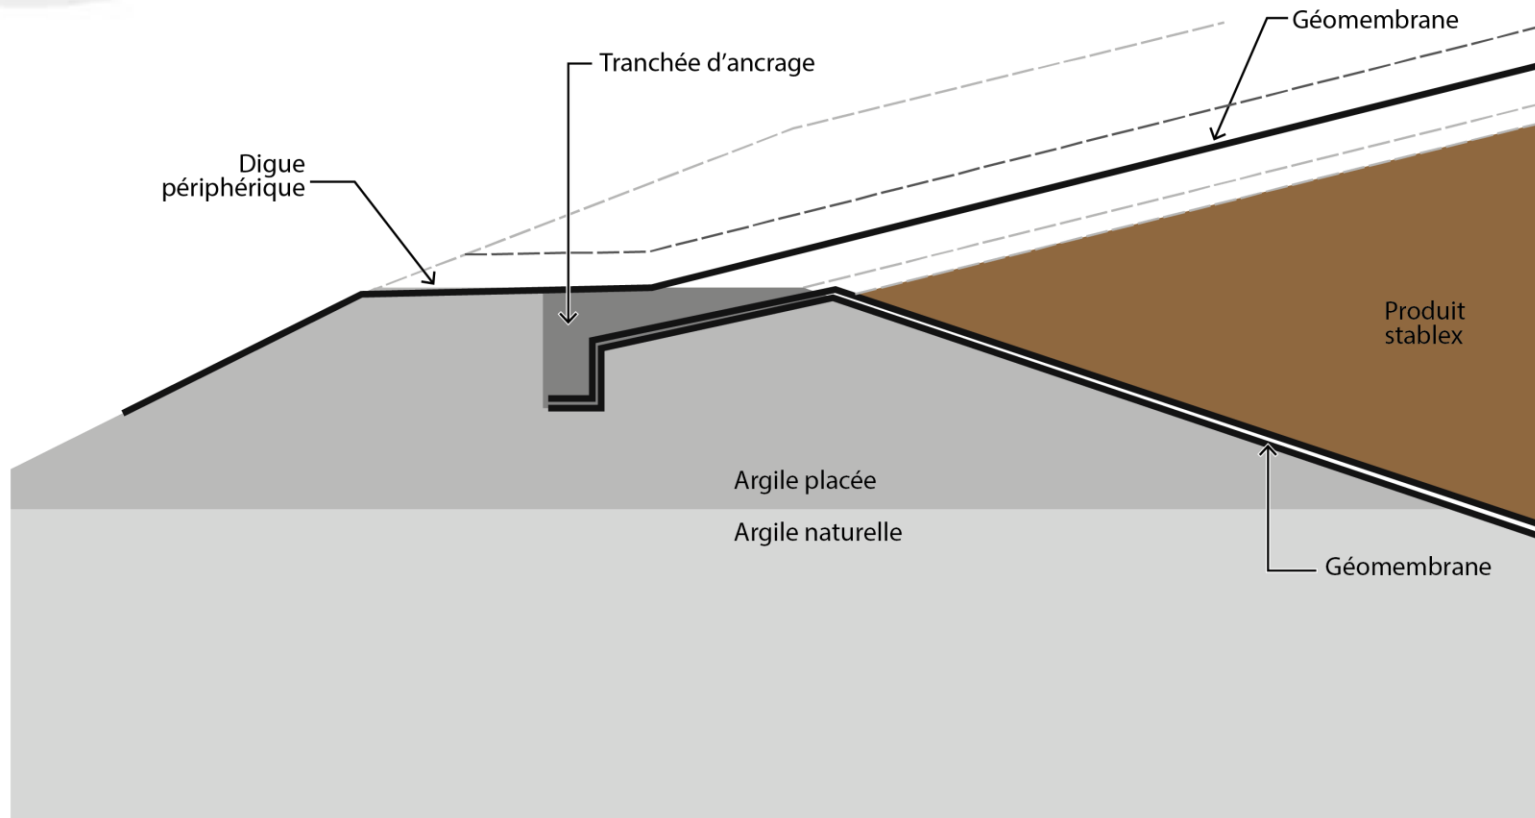 Géomembrane
Tranchée d’ancrage
Digue
périphérique
Produit
stablex
Argile placée
Argile naturelle
Géomembrane